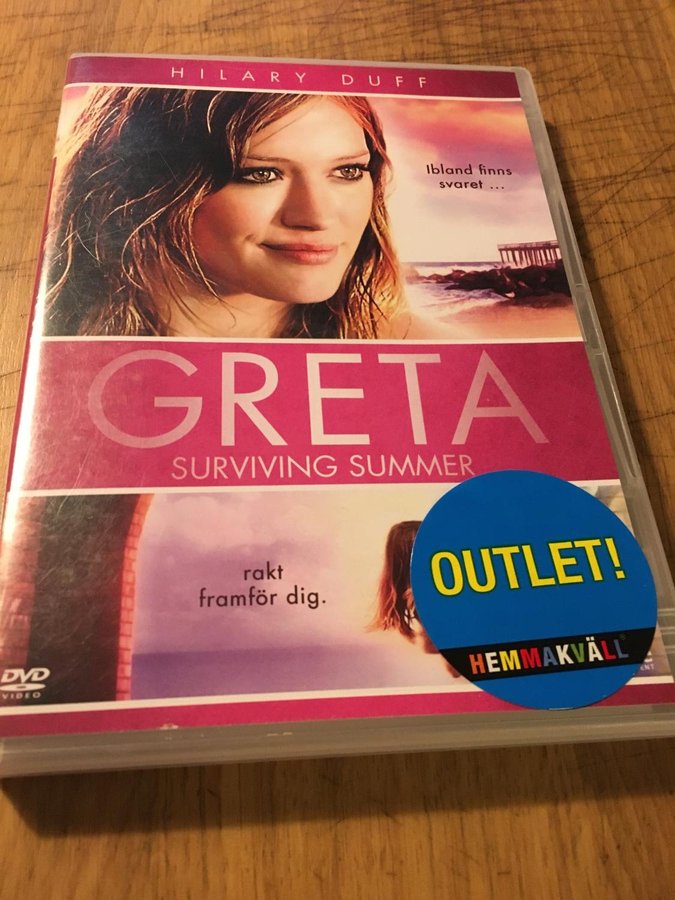 HILARY DUFF
Ibland finns
svaret ...
GRETA
SURVIVING SUMMER
rakt
framför dig.
OUTLET!
HEMMAKVÄLL
DVD
VIDEO